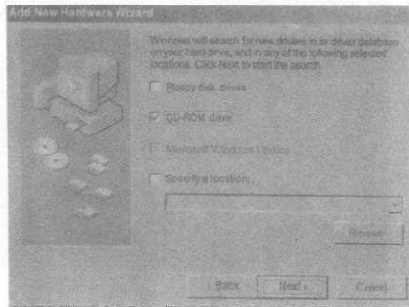 Add New Hardware Wizard
Windows will search for new drivers in its driver database
on your hard drive, and in any of the following selected
locations. Click Next to start the search.
Floppy disk drives
CD-ROM drive
Microsoft Windows Update
Specify a location:
Browse
Back Next > Cancel